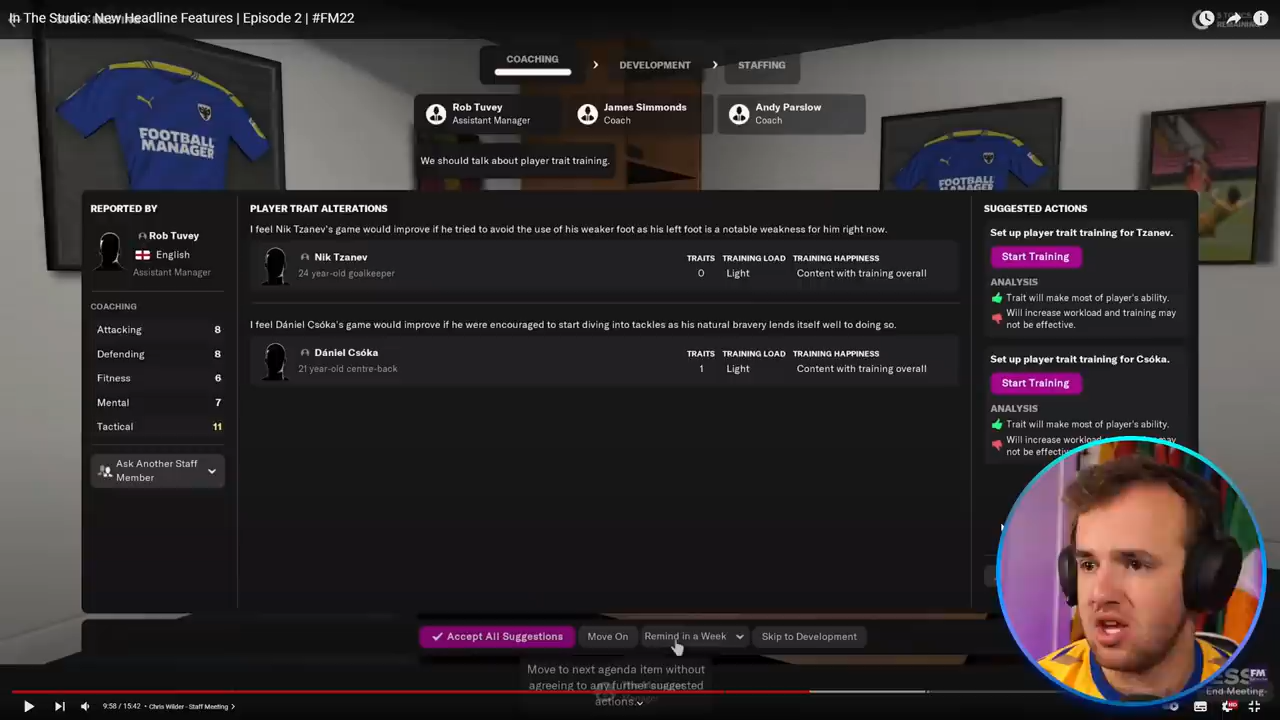 In The Studio: New Headline Features | Episode 2 | #FM22
COACHING
DEVELOPMENT
STAFFING
Rob Tuvey
Assistant Manager
James Simmonds
Coach
Andy Parslow
Coach
FOOTBALL
MANAGER
FOOTBALL
MANAGER
We should talk about player trait training.
REPORTED BY
Rob Tuvey
English
Assistant Manager
COACHING
Attacking 8
Defending 8
Fitness 6
Mental 7
Tactical 11
Ask Another Staff
Member
PLAYER TRAIT ALTERATIONS
I feel Nik Tzanev's game would improve if he tried to avoid the use of his weaker foot as his left foot is a notable weakness for him right now.
Nik Tzanev
24 year-old goalkeeper
TRAITS TRAINING LOAD TRAINING HAPPINESS
0 Light Content with training overall
I feel Dániel Csóka's game would improve if he were encouraged to start diving into tackles as his natural bravery lends itself well to doing so.
Dániel Csóka
21 year-old centre-back
TRAITS TRAINING LOAD TRAINING HAPPINESS
1 Light Content with training overall
SUGGESTED ACTIONS
Set up player trait training for Tzanev.
Start Training
ANALYSIS
Trait will make most of player's ability.
Will increase workload and training may
not be effective.
Set up player trait training for Csóka.
Start Training
ANALYSIS
Trait will make most of player's ability.
Will increase
not be
Accept All Suggestions
Move On
Remind in a Week
Skip to Development
Move to next agenda item without
agreeing to any further suggested
actions.
Manager
FM
End Meeting
9:58 / 15:42 • Chris Wilder - Staff Meeting
HD